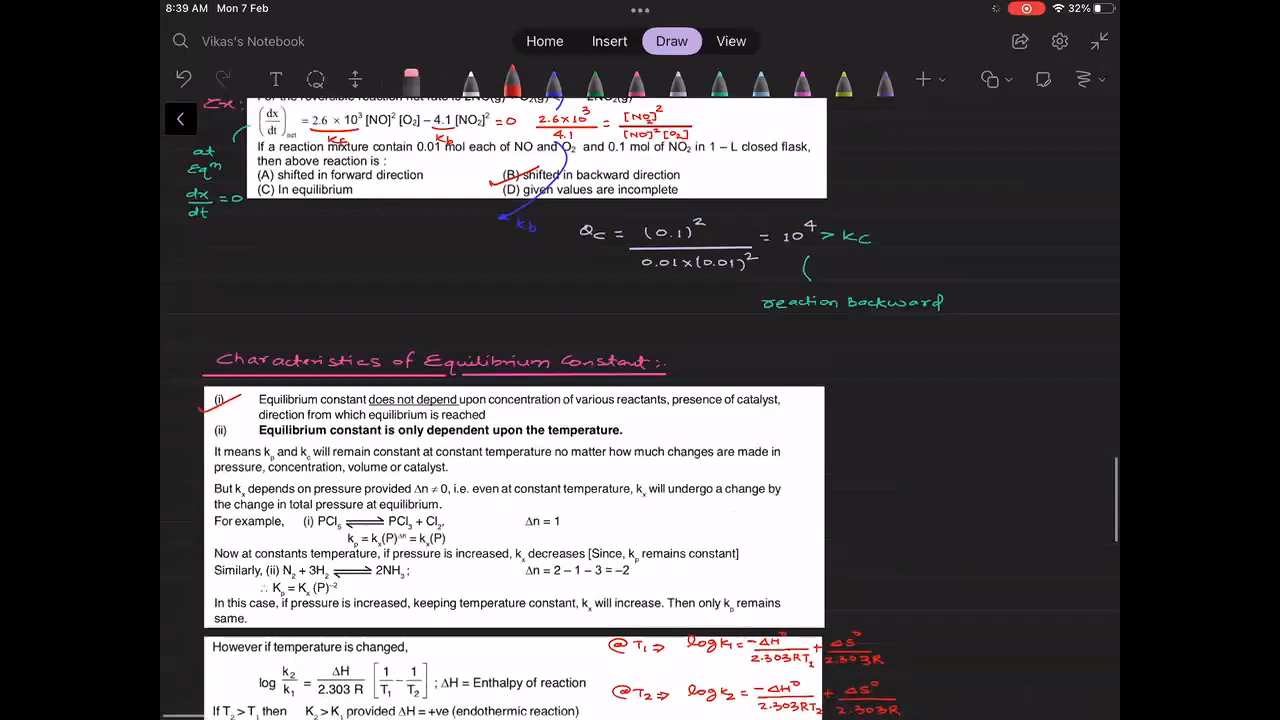 8:39 AM Mon 7 Feb
32%
Vikas's Notebook
Home Insert Draw View
Ex:
For the reversible reaction net rate is 2NO(g) + O₂(g) 2NO₂(g)
(dx/dt)net = 2.6 × 10³ [NO]² [O₂] – 4.1 [NO₂]² = 0 2.6×10³/4.1 = [NO₂]²/[NO]²[O₂]
Kc Kb
at Eqᵐ dx/dt = 0
If a reaction mixture contain 0.01 mol each of NO and O₂ and 0.1 mol of NO₂ in 1 – L closed flask,
then above reaction is :
(A) shifted in forward direction (B) shifted in backward direction
(C) In equilibrium (D) given values are incomplete
Kb
Qc = (0.1)²/0.01×(0.01)² = 10⁴ > Kc
reaction backward
Characteristics of Equilibrium Constant:.
(i) Equilibrium constant does not depend upon concentration of various reactants, presence of catalyst,
direction from which equilibrium is reached
(ii) Equilibrium constant is only dependent upon the temperature.
It means kₚ and k꜀ will remain constant at constant temperature no matter how much changes are made in
pressure, concentration, volume or catalyst.
But kₓ depends on pressure provided Δn ≠ 0, i.e. even at constant temperature, kₓ will undergo a change by
the change in total pressure at equilibrium.
For example, (i) PCl₅ ⇌ PCl₃ + Cl₂, Δn = 1
kₚ = kₓ(P)^Δn = kₓ(P)
Now at constants temperature, if pressure is increased, kₓ decreases [Since, kₚ remains constant]
Similarly, (ii) N₂ + 3H₂ ⇌ 2NH₃ ; Δn = 2 – 1 – 3 = –2
∴ Kₚ = Kₓ (P)⁻²
In this case, if pressure is increased, keeping temperature constant, kₓ will increase. Then only kₚ remains
same.
However if temperature is changed,
log k₂/k₁ = ΔH/2.303 R [1/T₁ – 1/T₂] ; ΔH = Enthalpy of reaction
If T₂ > T₁ then K₂ > K₁ provided ΔH = +ve (endothermic reaction)
@ T₁ ⇒ log K₁ = –ΔH°/2.303RT₁ + ΔS°/2.303R
@ T₂ ⇒ log K₂ = –ΔH°/2.303RT₂ + ΔS°/2.303R